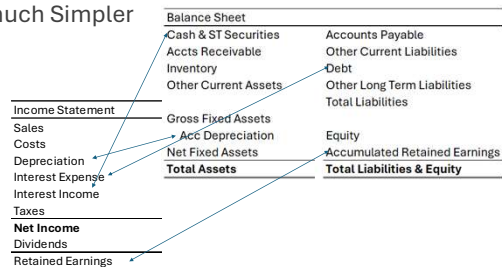 much Simpler
Balance Sheet
Cash & ST Securities
Accts Receivable
Inventory
Other Current Assets
Gross Fixed Assets
Acc Depreciation
Net Fixed Assets
Total Assets
Accounts Payable
Other Current Liabilities
Debt
Other Long Term Liabilities
Total Liabilities
Equity
Accumulated Retained Earnings
Total Liabilities & Equity
Income Statement
Sales
Costs
Depreciation
Interest Expense
Interest Income
Taxes
Net Income
Dividends
Retained Earnings